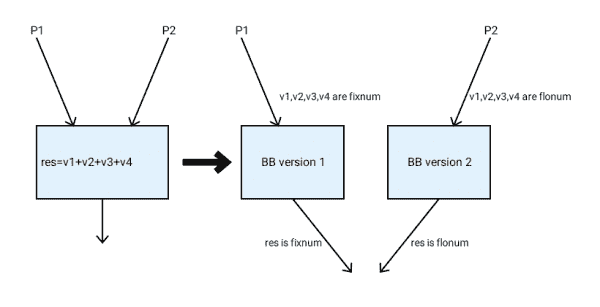 P1
P2
P1
P2
v1,v2,v3,v4 are fixnum
v1,v2,v3,v4 are flonum
res=v1+v2+v3+v4
BB version 1
BB version 2
res is fixnum
res is flonum